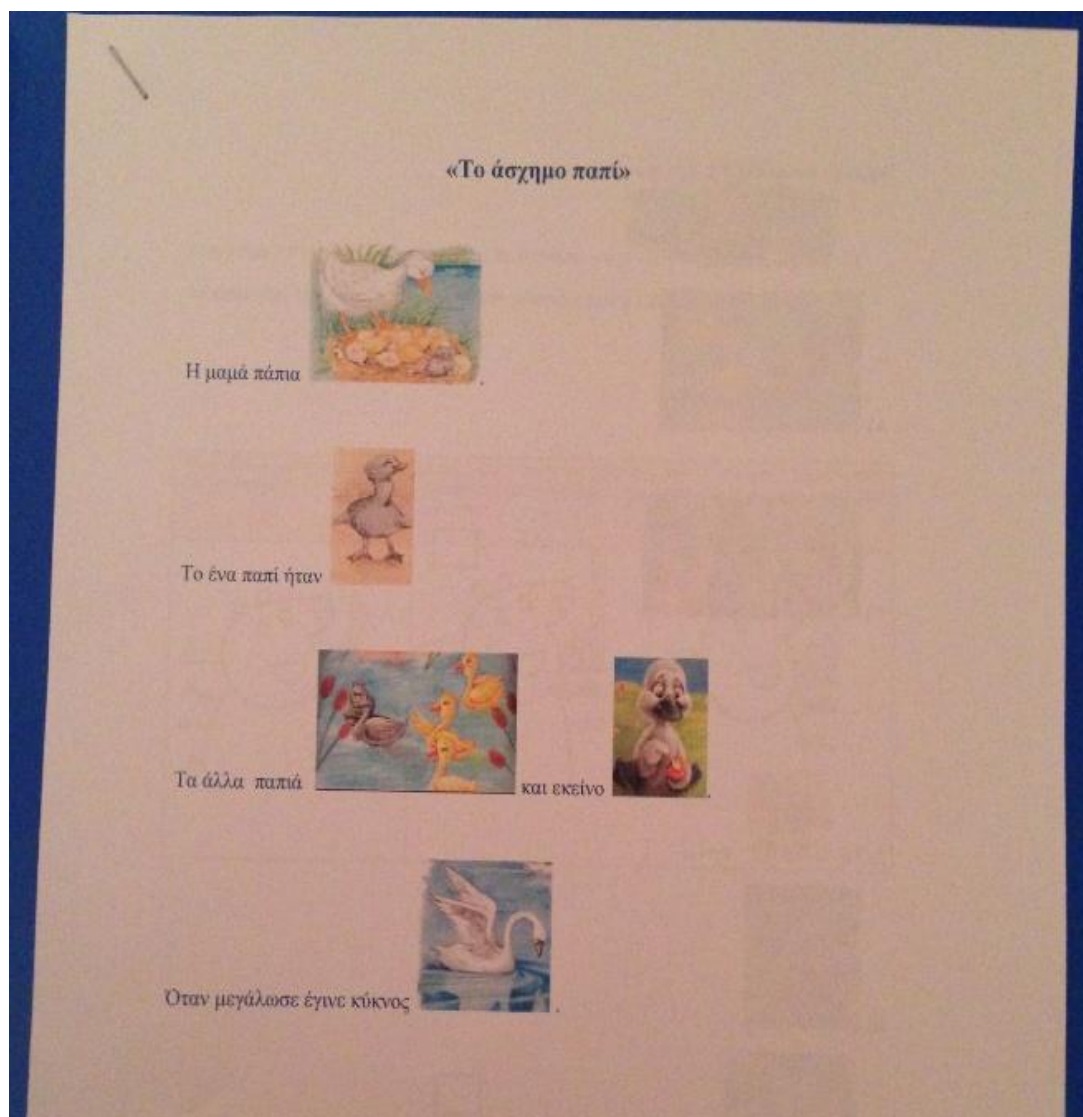 «Το άσχημο παπί»
Η μαμά πάπια .
Το ένα παπί ήταν
Τα άλλα παπιά και εκείνο .
Όταν μεγάλωσε έγινε κύκνος .